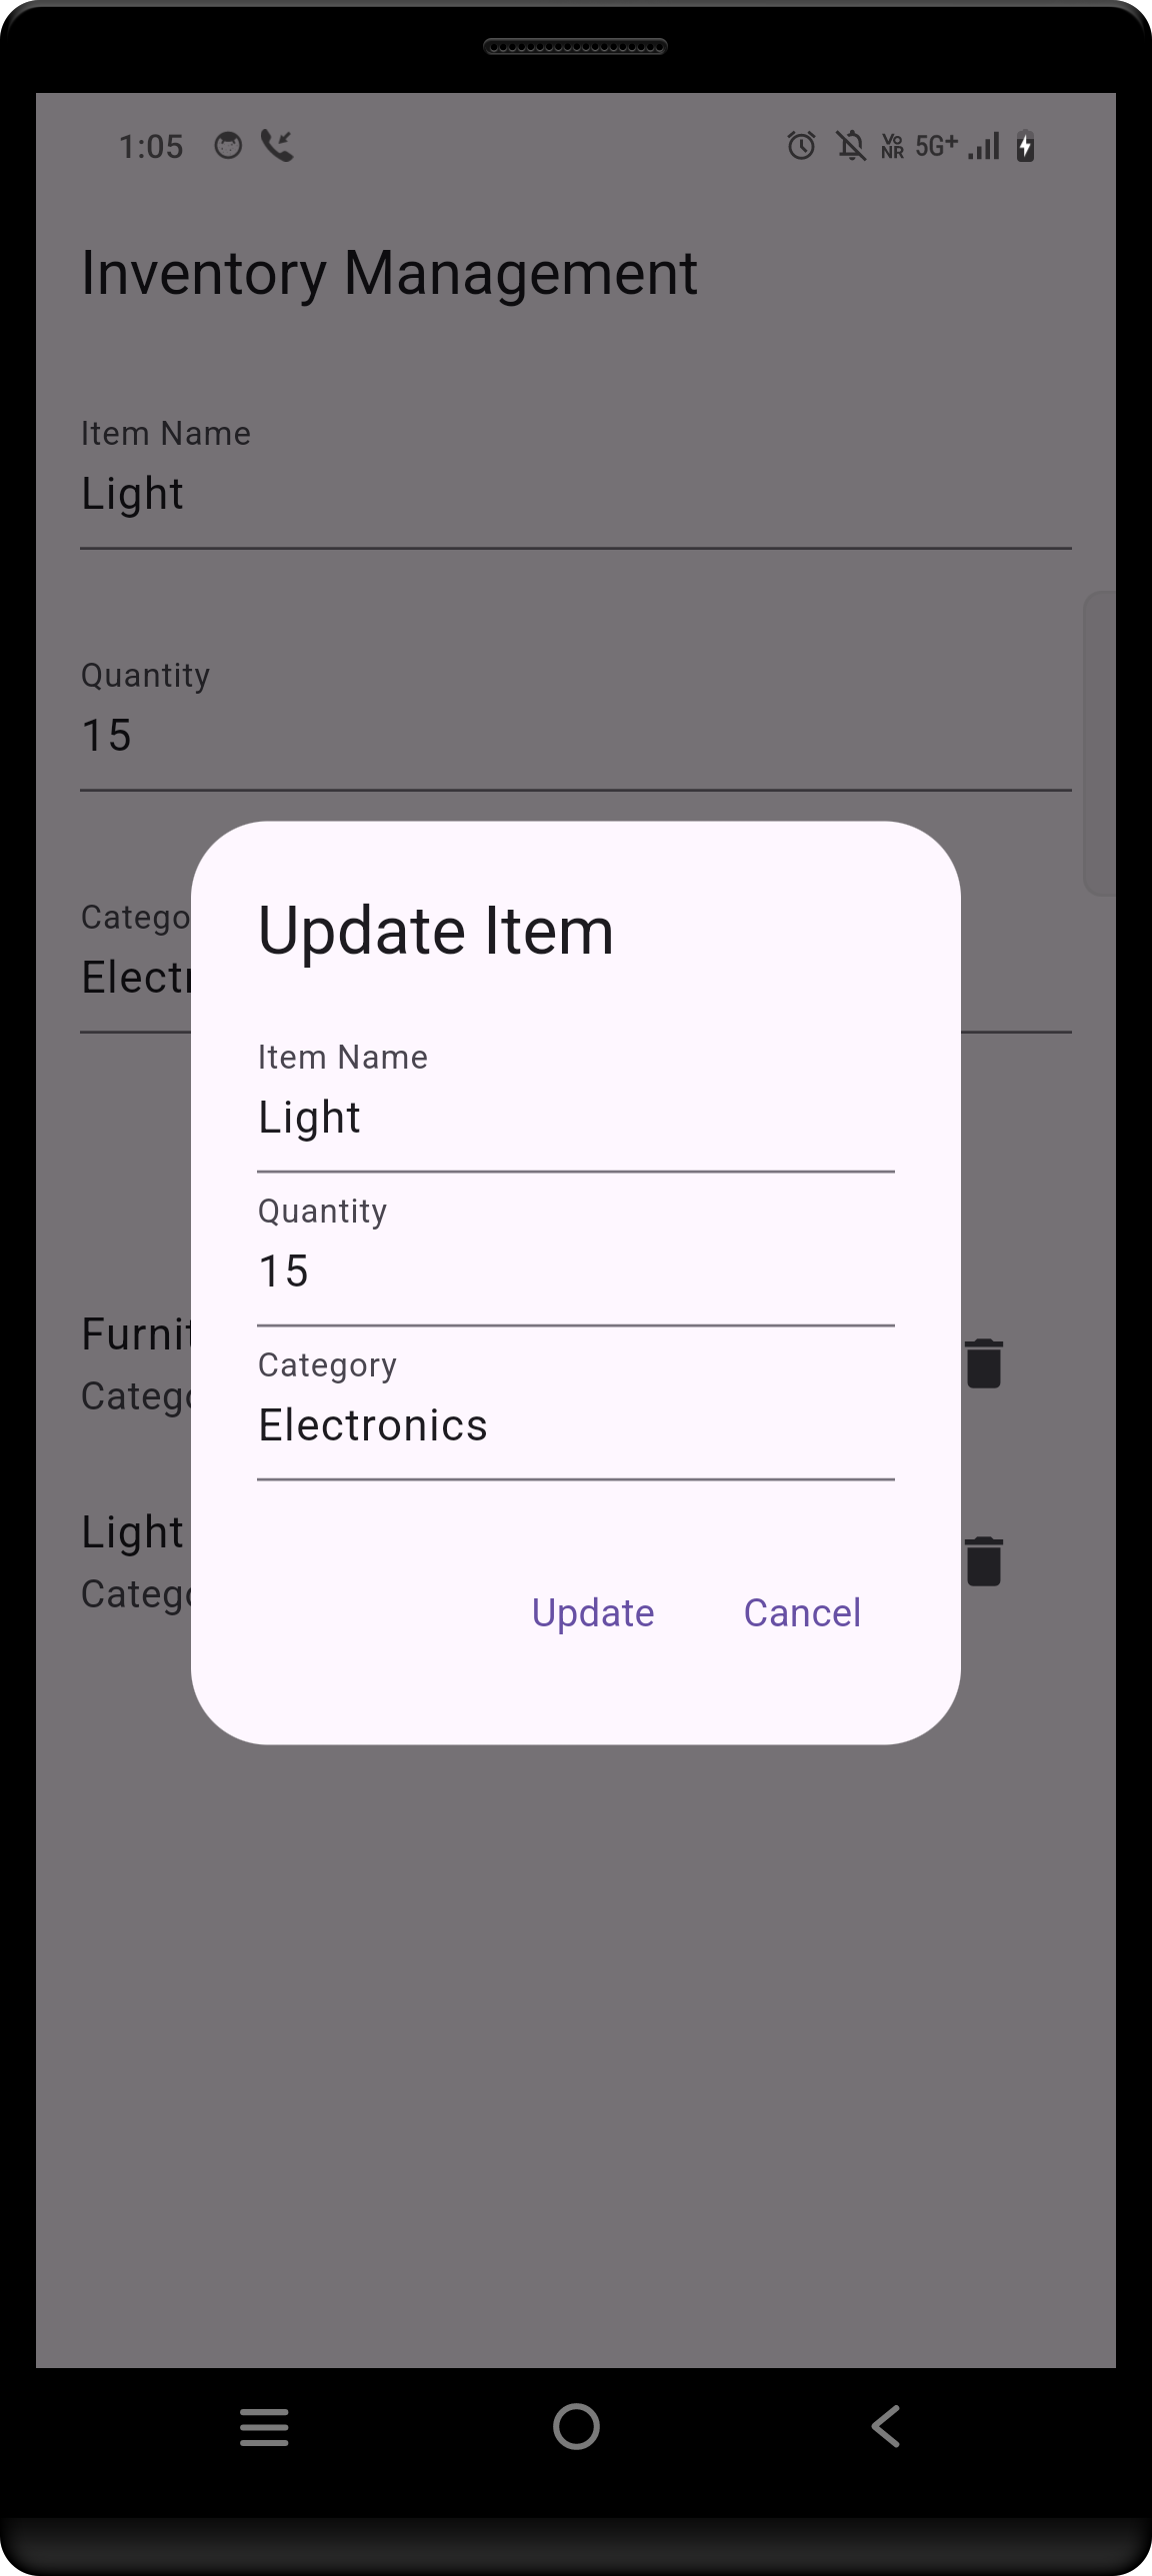 1:05 Vo NR 5G+
Inventory Management
Item Name
Light
Quantity
15
Catego
Electr
Update Item
Item Name
Light
Quantity
15
Category
Electronics
Update Cancel
Furnit
Catego
Light
Catego